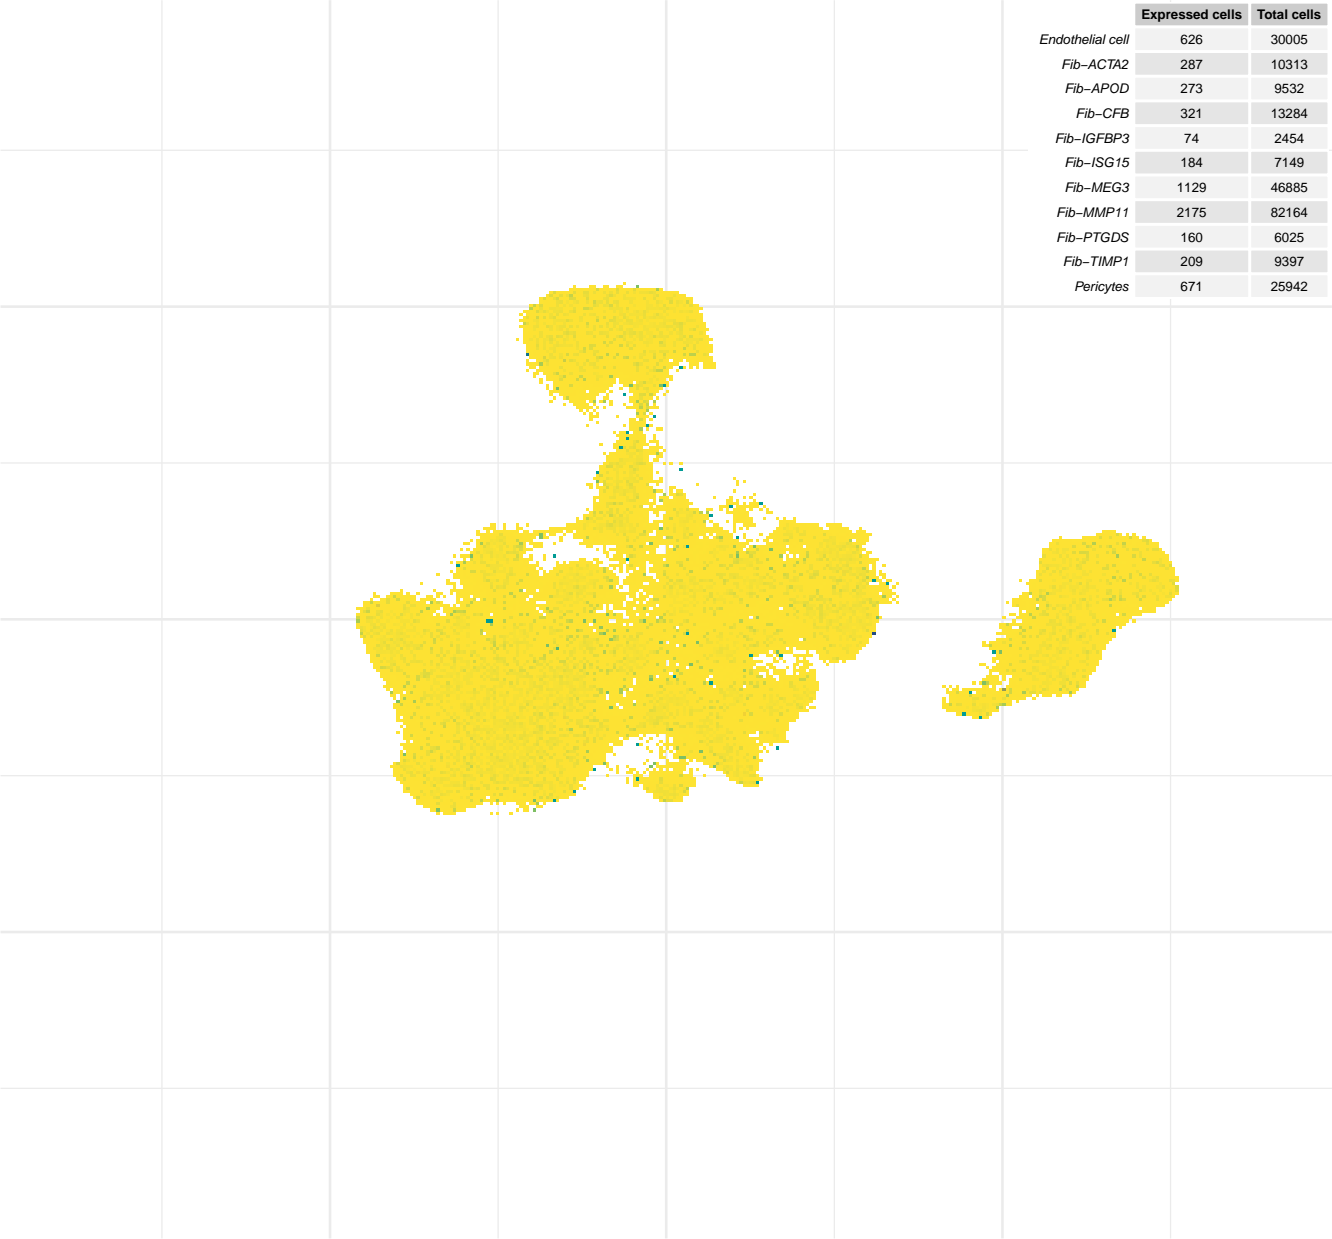 Expressed cells Total cells
Endothelial cell 626 30005
Fib−ACTA2 287 10313
Fib−APOD 273 9532
Fib−CFB 321 13284
Fib−IGFBP3 74 2454
Fib−ISG15 184 7149
Fib−MEG3 1129 46885
Fib−MMP11 2175 82164
Fib−PTGDS 160 6025
Fib−TIMP1 209 9397
Pericytes 671 25942